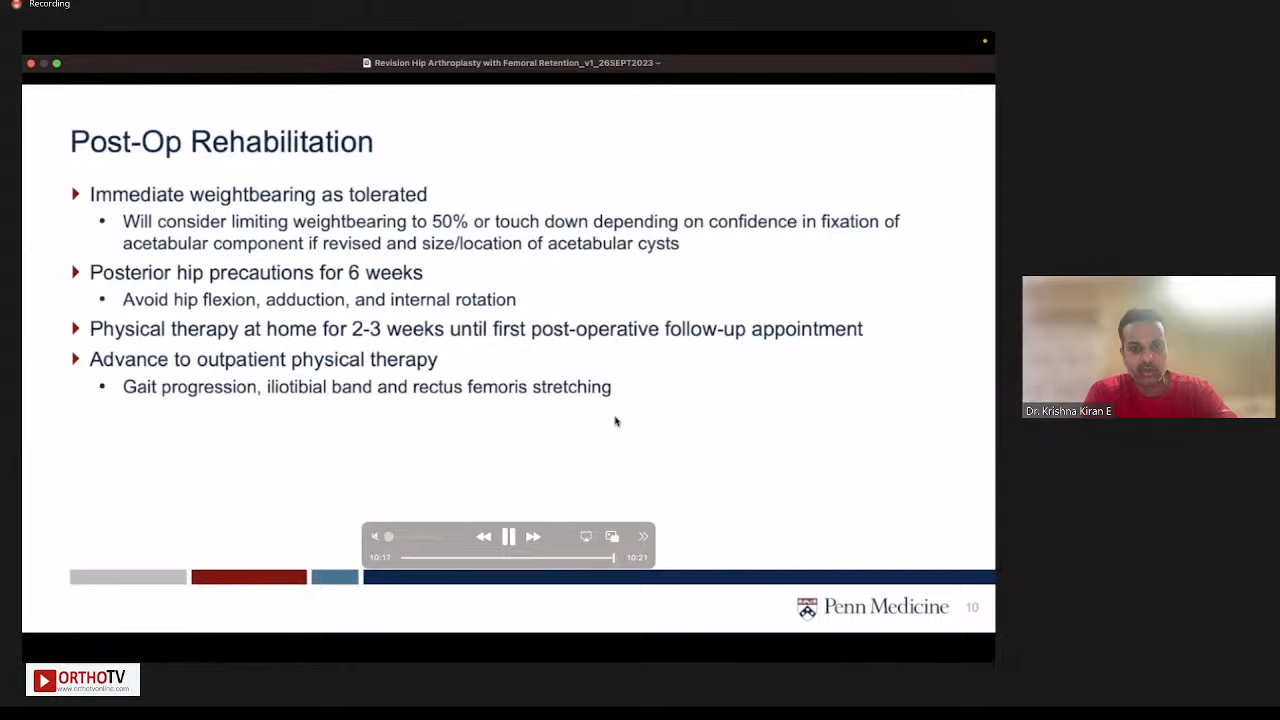 Recording
Revision Hip Arthroplasty with Femoral Retention_v1_26SEPT2023
Post-Op Rehabilitation
Immediate weightbearing as tolerated
• Will consider limiting weightbearing to 50% or touch down depending on confidence in fixation of
acetabular component if revised and size/location of acetabular cysts
Posterior hip precautions for 6 weeks
• Avoid hip flexion, adduction, and internal rotation
Physical therapy at home for 2-3 weeks until first post-operative follow-up appointment
Advance to outpatient physical therapy
• Gait progression, iliotibial band and rectus femoris stretching
Dr. Krishna Kiran E
10:17
10:21
Penn Medicine
10
ORTHOTV
www.orthotvonline.com